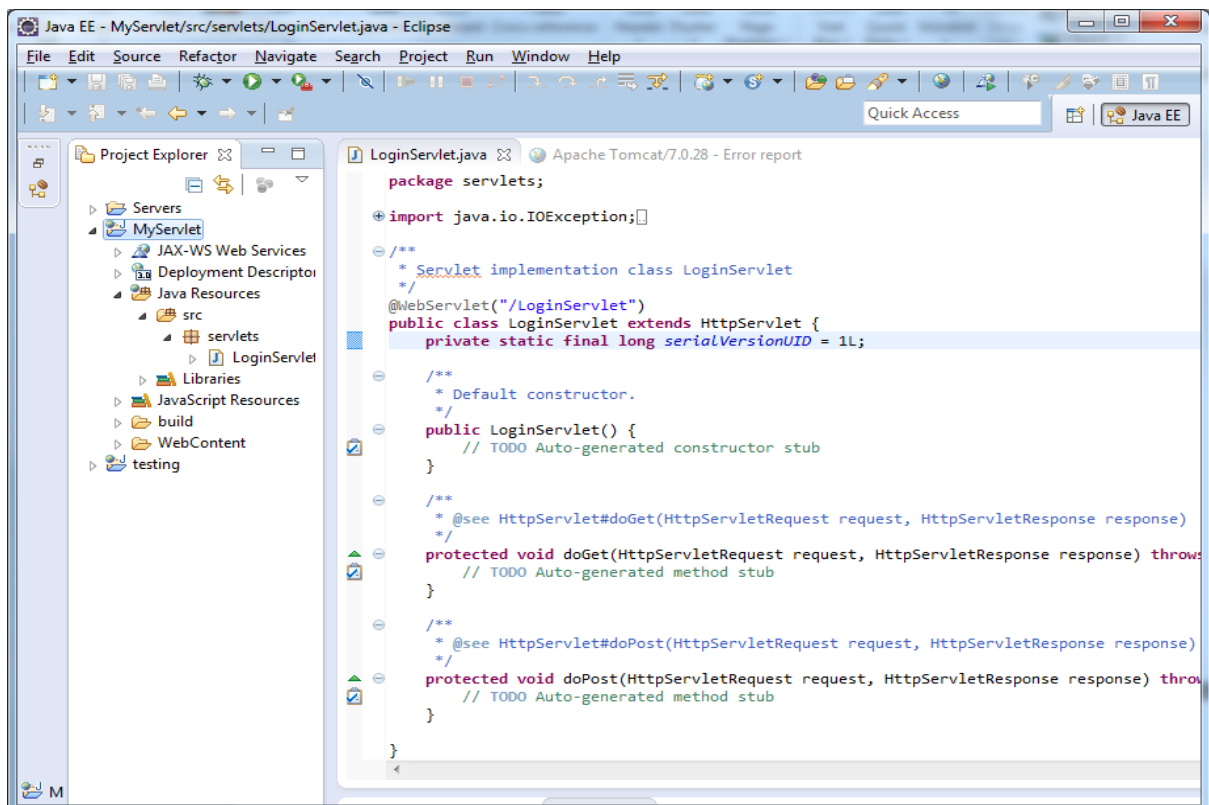 Java EE - MyServlet/src/servlets/LoginServlet.java - Eclipse
File Edit Source Refactor Navigate Search Project Run Window Help
Quick Access
Java EE
Project Explorer
Servers
MyServlet
JAX-WS Web Services
Deployment Descriptor
Java Resources
src
servlets
LoginServlet
Libraries
JavaScript Resources
build
WebContent
testing
M
LoginServlet.java Apache Tomcat/7.0.28 - Error report
package servlets;
import java.io.IOException;
/**
* Servlet implementation class LoginServlet
*/
@WebServlet("/LoginServlet")
public class LoginServlet extends HttpServlet {
private static final long serialVersionUID = 1L;
/**
* Default constructor.
*/
public LoginServlet() {
// TODO Auto-generated constructor stub
}
/**
* @see HttpServlet#doGet(HttpServletRequest request, HttpServletResponse response)
*/
protected void doGet(HttpServletRequest request, HttpServletResponse response) throws
// TODO Auto-generated method stub
}
/**
* @see HttpServlet#doPost(HttpServletRequest request, HttpServletResponse response)
*/
protected void doPost(HttpServletRequest request, HttpServletResponse response) throw
// TODO Auto-generated method stub
}
}